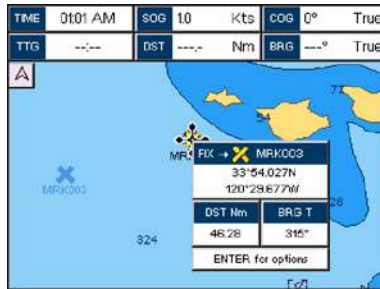 TIME 01:01 AM SOG 1.0 Kts COG 0° True
TTG --:-- DST ---.- Nm BRG ---° True
A
77
54
MRK003
FIX → MRK003
33°54.027N
120°29.677W
28
DST Nm BRG T
46.28 315°
324
ENTER for options